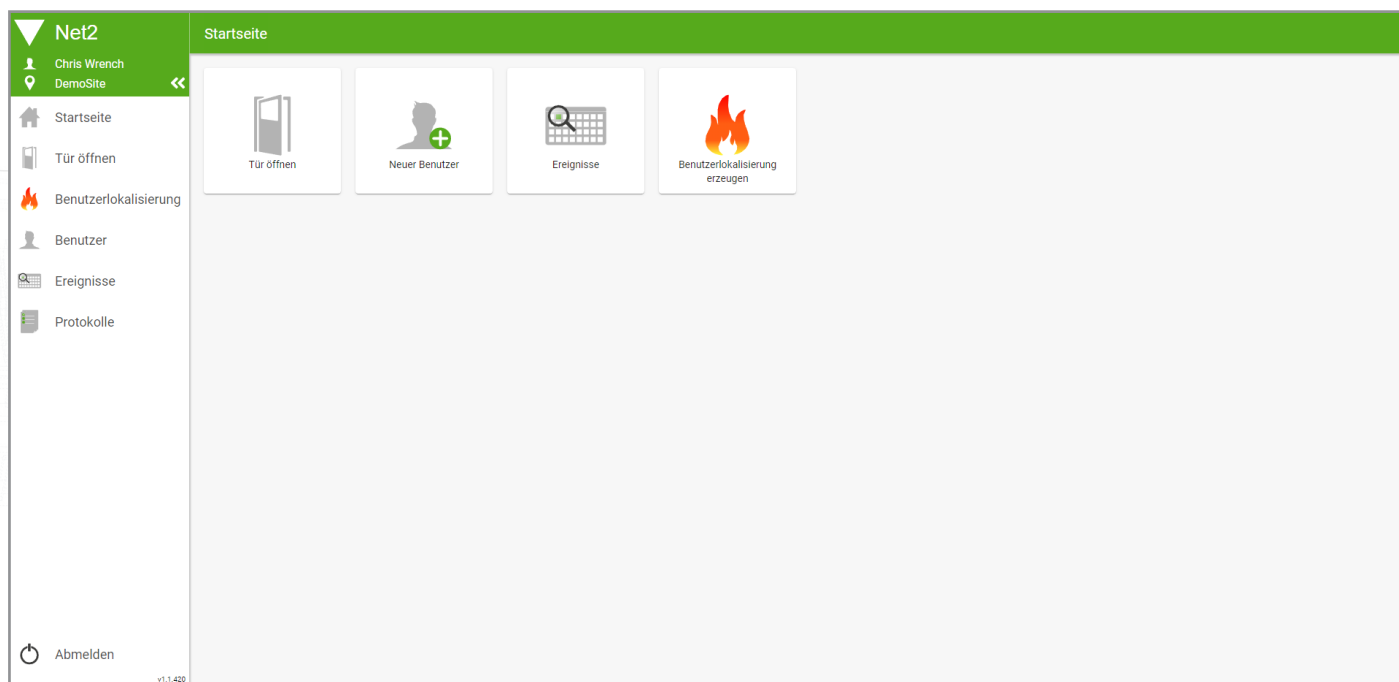 Net2
Chris Wrench
DemoSite
Startseite
Tür öffnen
Benutzerlokalisierung
Benutzer
Ereignisse
Protokolle
Abmelden
v1.1.420
Startseite
Tür öffnen
Neuer Benutzer
Ereignisse
Benutzerlokalisierung
erzeugen